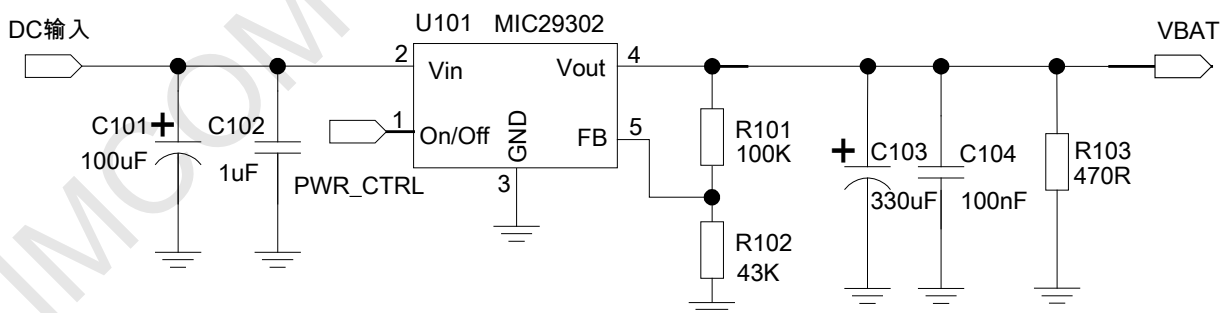 U101 MIC29302
DC输入
VBAT
2
4
Vin
Vout
1
On/Off
GND
FB
5
3
PWR_CTRL
C101
100uF
C102
1uF
R101
100K
R102
43K
C103
330uF
C104
100nF
R103
470R
IMCOM